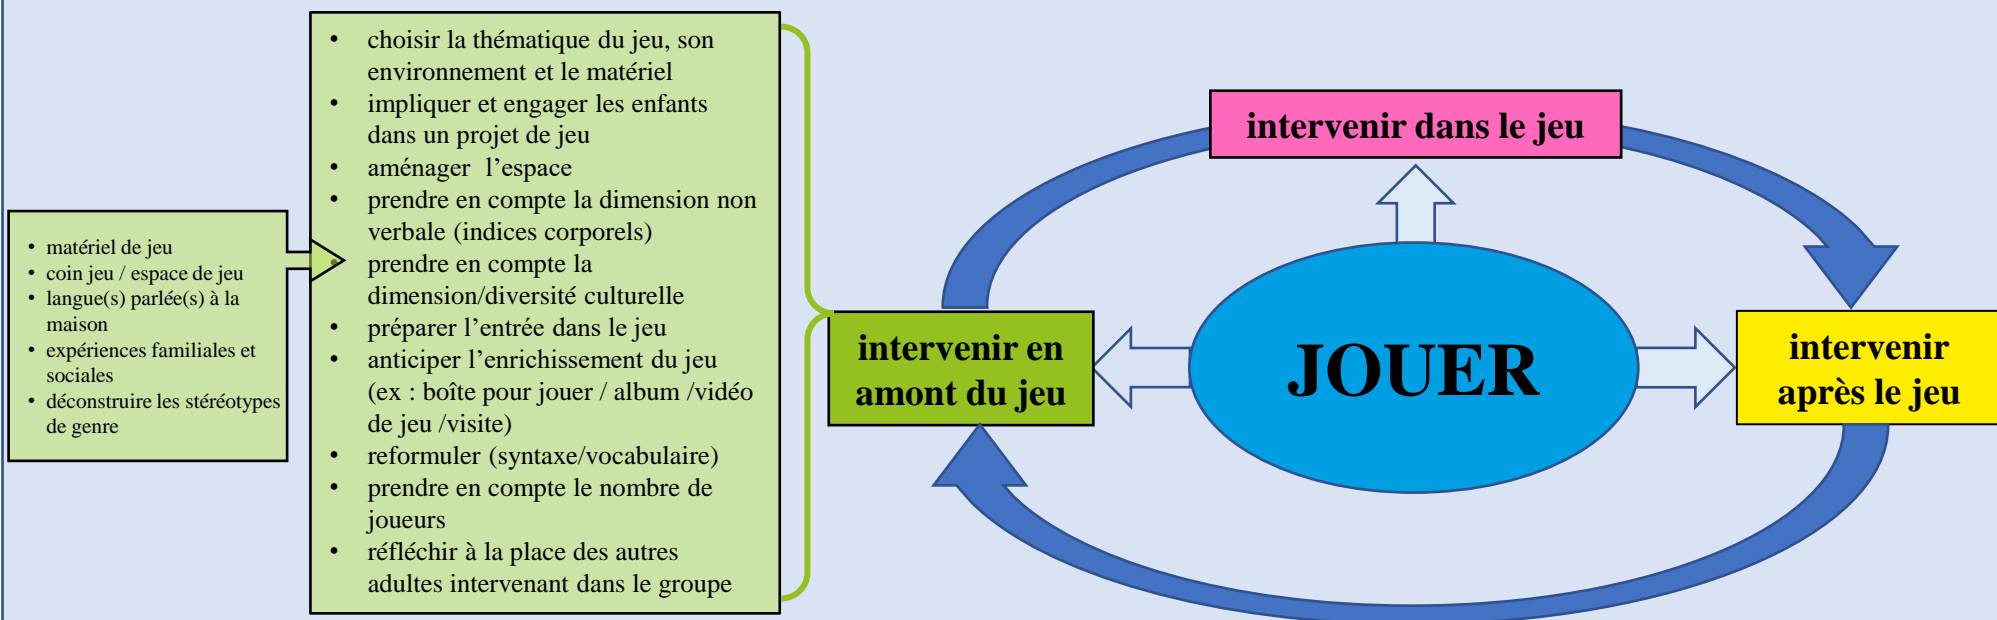 • matériel de jeu
• coin jeu / espace de jeu
• langue(s) parlée(s) à la
maison
• expériences familiales et
sociales
• déconstruire les stéréotypes
de genre
• choisir la thématique du jeu, son
environnement et le matériel
• impliquer et engager les enfants
dans un projet de jeu
• aménager l’espace
• prendre en compte la dimension non
verbale (indices corporels)
• prendre en compte la
dimension/diversité culturelle
• préparer l’entrée dans le jeu
• anticiper l’enrichissement du jeu
(ex : boîte pour jouer / album /vidéo
de jeu /visite)
• reformuler (syntaxe/vocabulaire)
• prendre en compte le nombre de
joueurs
• réfléchir à la place des autres
adultes intervenant dans le groupe
intervenir dans le jeu
intervenir en
amont du jeu
JOUER
intervenir
après le jeu